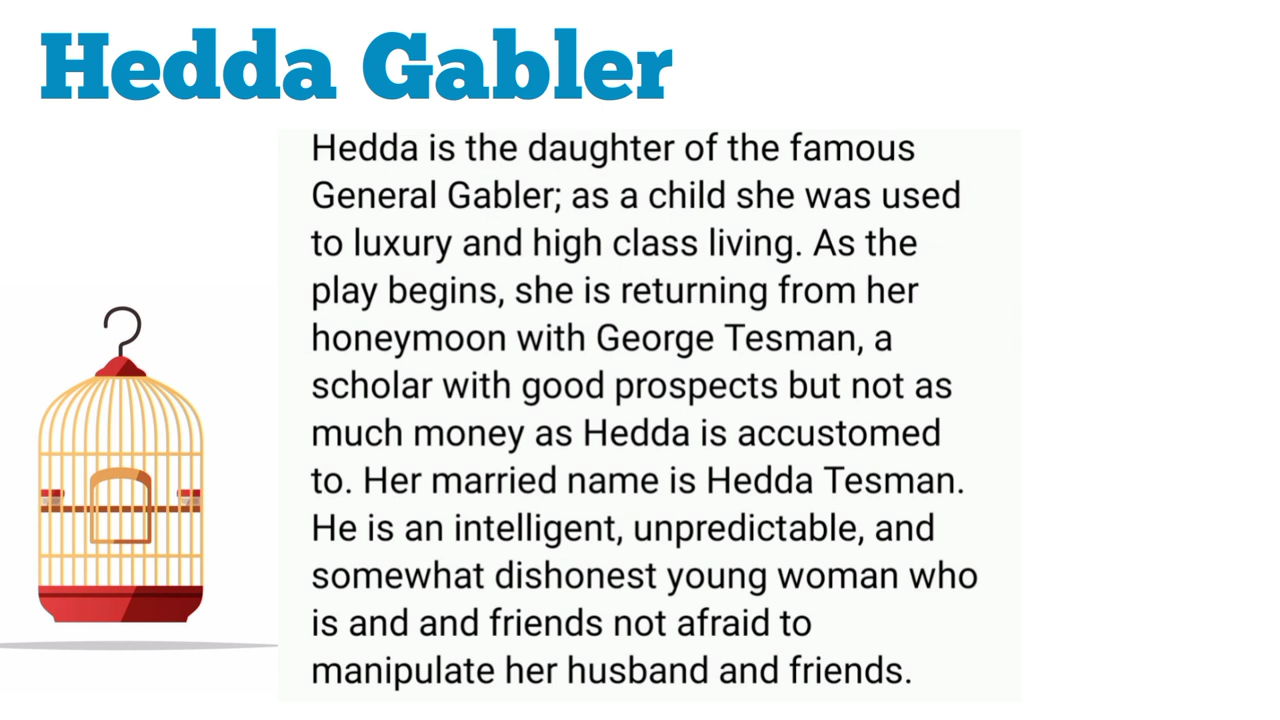 Hedda Gabler
Hedda is the daughter of the famous
General Gabler; as a child she was used
to luxury and high class living. As the
play begins, she is returning from her
honeymoon with George Tesman, a
scholar with good prospects but not as
much money as Hedda is accustomed
to. Her married name is Hedda Tesman.
He is an intelligent, unpredictable, and
somewhat dishonest young woman who
is and and friends not afraid to
manipulate her husband and friends.